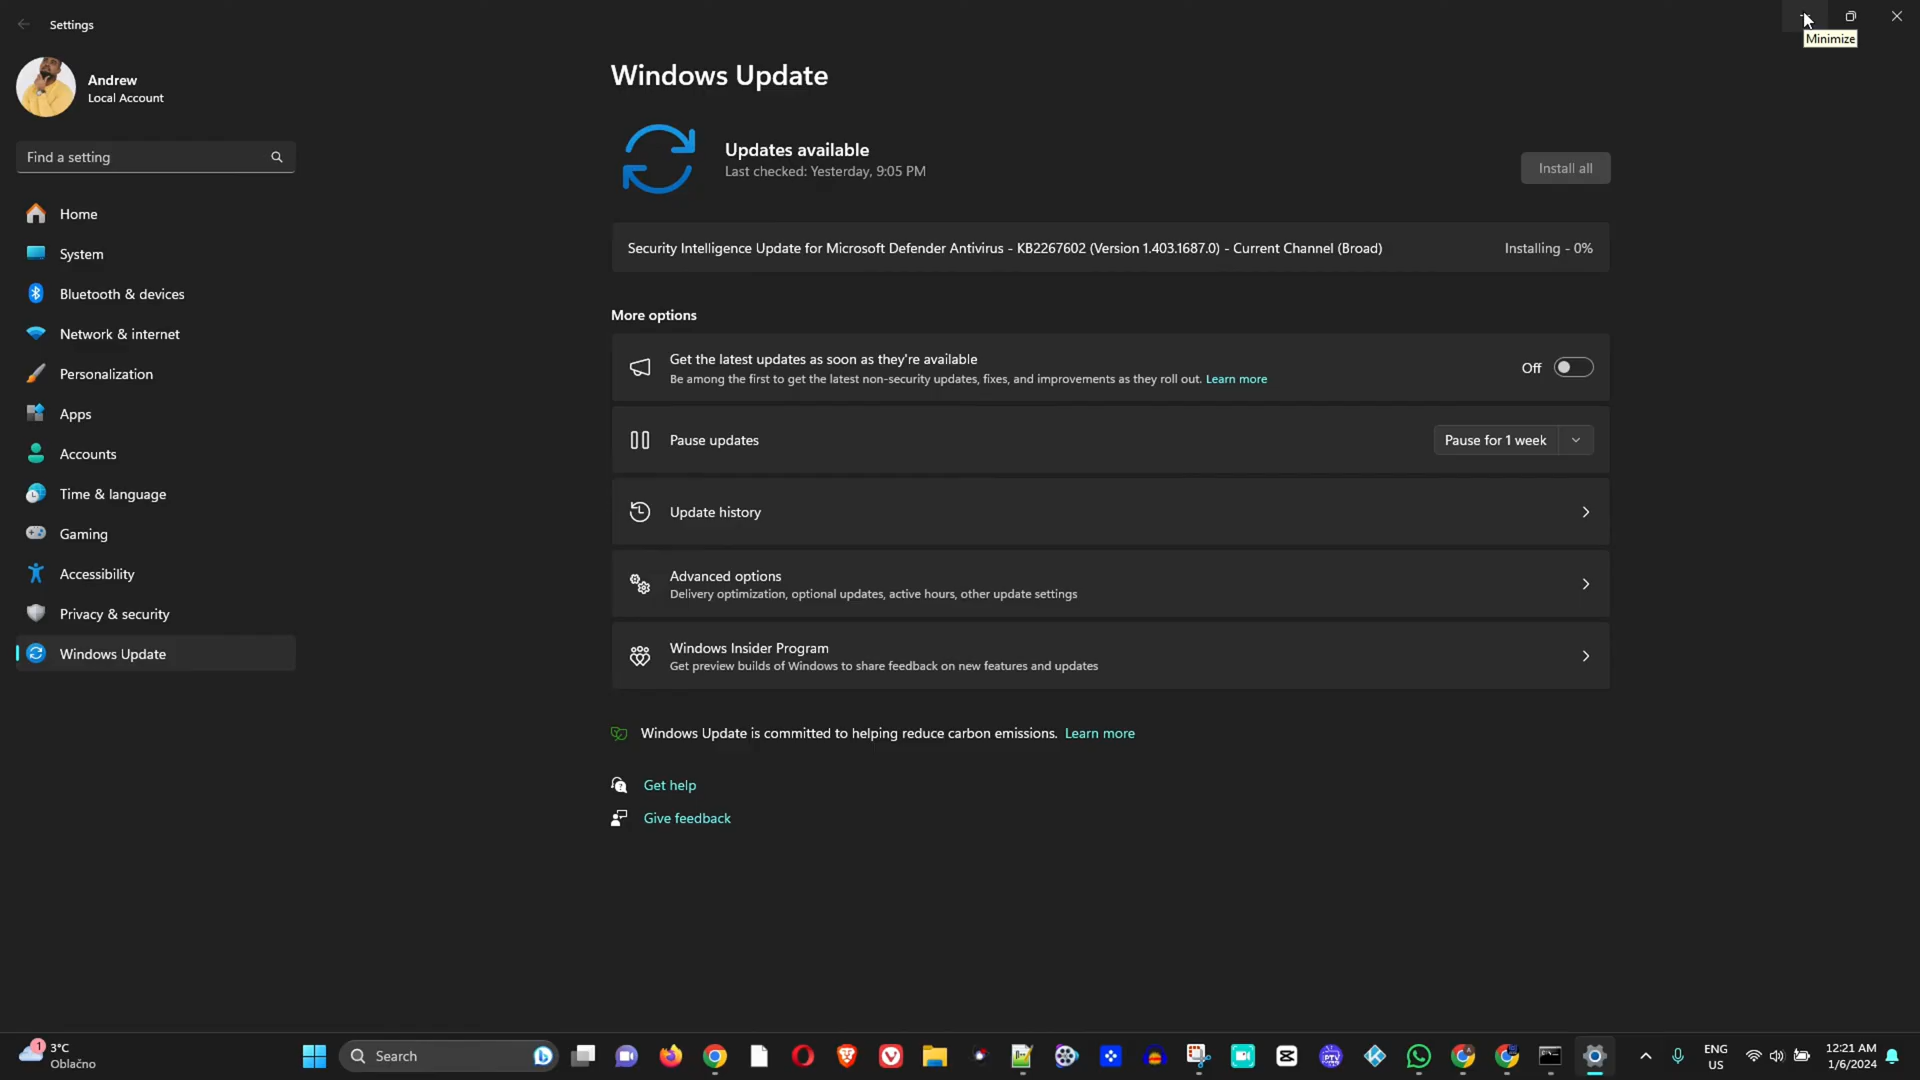 Settings
Minimize
Andrew
Local Account
Find a setting
Home
System
Bluetooth & devices
Network & internet
Personalization
Apps
Accounts
Time & language
Gaming
Accessibility
Privacy & security
Windows Update
Windows Update
Updates available
Last checked: Yesterday, 9:05 PM
Install all
Security Intelligence Update for Microsoft Defender Antivirus - KB2267602 (Version 1.403.1687.0) - Current Channel (Broad)
Installing - 0%
More options
Get the latest updates as soon as they're available
Be among the first to get the latest non-security updates, fixes, and improvements as they roll out. Learn more
Off
Pause updates
Pause for 1 week
Update history
Advanced options
Delivery optimization, optional updates, active hours, other update settings
Windows Insider Program
Get preview builds of Windows to share feedback on new features and updates
Windows Update is committed to helping reduce carbon emissions. Learn more
Get help
Give feedback
1
3°C
Oblačno
Search
PTV
ENG
US
12:21 AM
1/6/2024